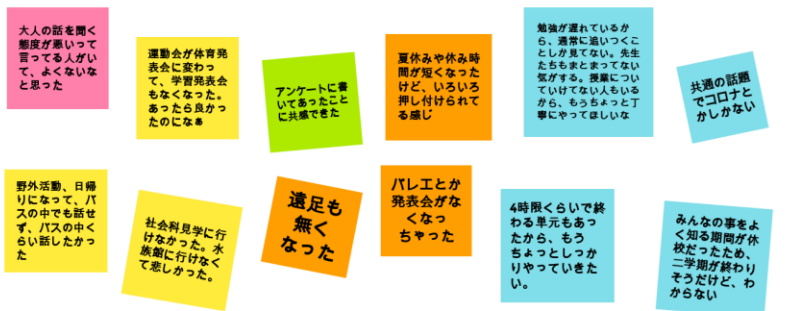 大人の話を聞く
態度が悪いって
言ってる人がい
て、よくないな
と思った
運動会が体育発
表会に変わっ
て、学習発表会
もなくなった。
あったら良かっ
たのになぁ
アンケートに書
いてあったこと
に共感できた
夏休みや休み時
間が短くなった
けど、いろいろ
押し付けられて
る感じ
勉強が遅れているか
ら、通常に追いつくこ
としか見てない。先生
たちもまとまってない
気がする。授業につい
ていけてない人もいる
から、もうちょっと丁
寧にやってほしいな
共通の話題
でコロナと
かしかない
野外活動、日帰
りになって、バ
スの中でも話せ
ず、バスの中く
らい話したかっ
た
社会科見学に行
けなかった。水
族館に行けなく
て悲しかった。
遠足も
無く
なった
バレエとか
発表会がな
くなっ
ちゃった
4時限くらいで終
わる単元もあっ
たから、もう
ちょっとしっか
りやっていきた
い。
みんなの事をよ
く知る期間が休
校だったため、
二学期が終わり
そうだけど、わ
からない